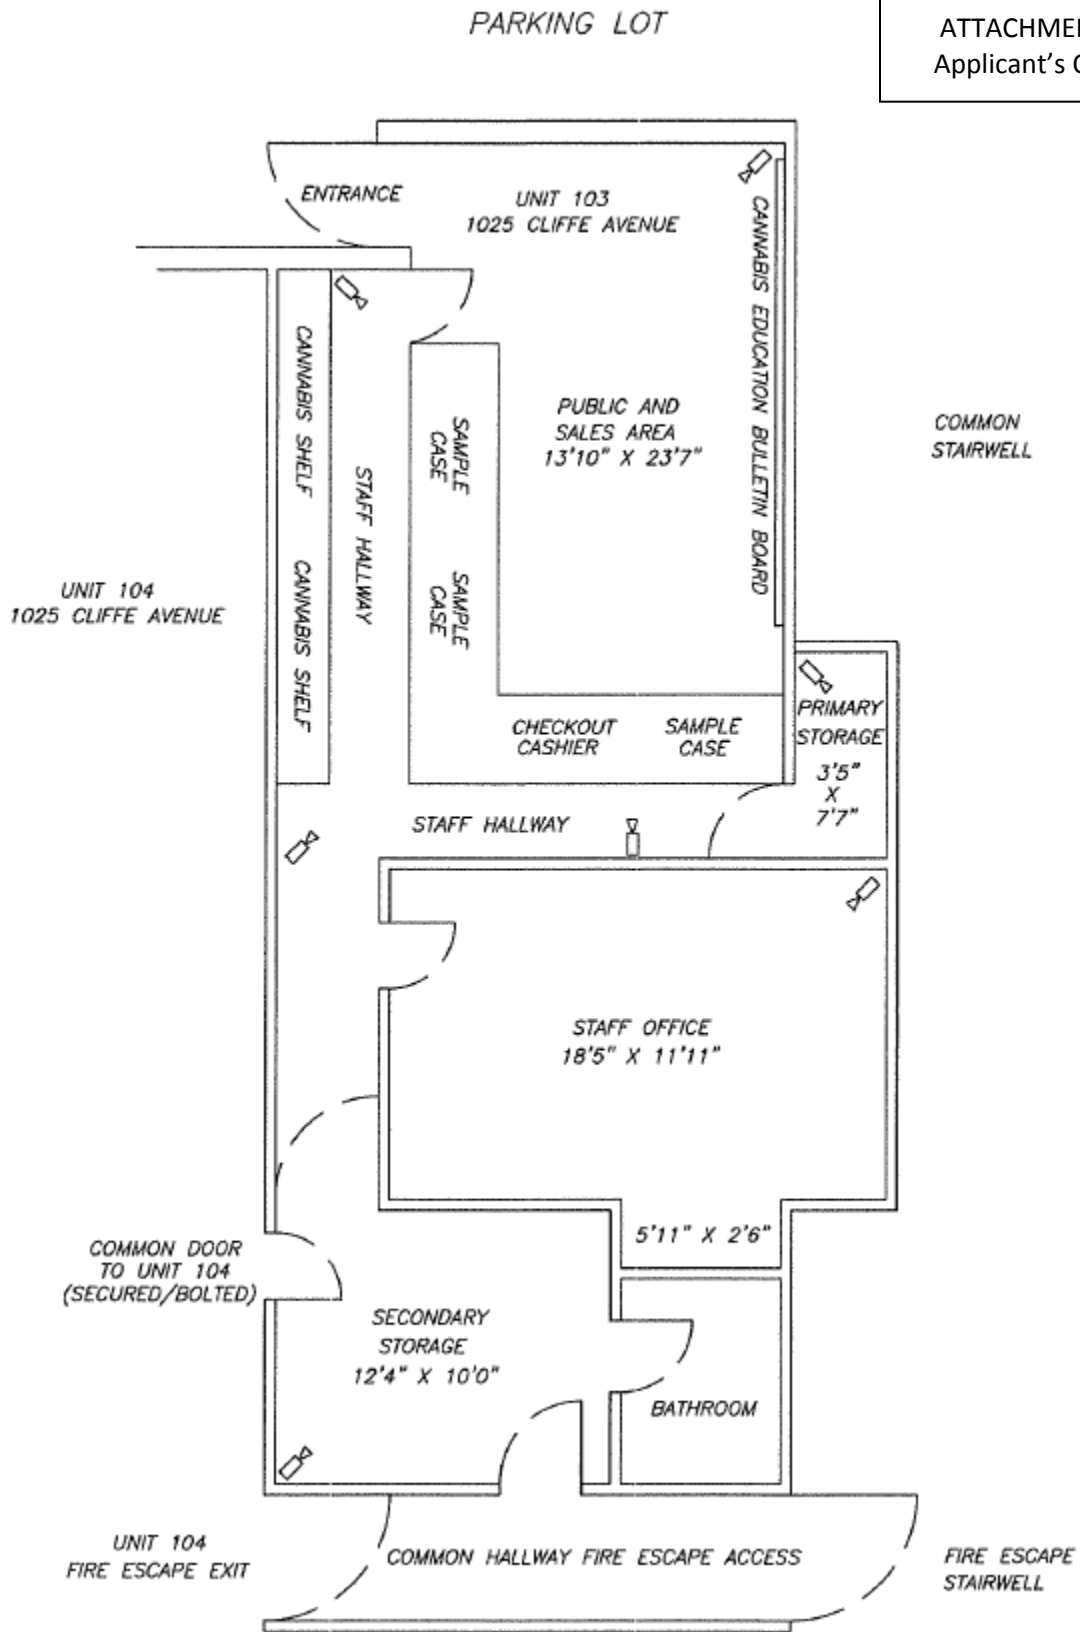 PARKING LOT
ATTACHME
Applicant's
ENTRANCE
UNIT 103
1025 CLIFFE AVENUE
CANNABIS EDUCATION BULLETIN BOARD
CANNABIS SHELF
CANNABIS SHELF
STAFF HALLWAY
SAMPLE
CASE
SAMPLE
CASE
PUBLIC AND
SALES AREA
13'10" X 23'7"
COMMON
STAIRWELL
UNIT 104
1025 CLIFFE AVENUE
CHECKOUT
CASHIER
SAMPLE
CASE
PRIMARY
STORAGE
3'5"
X
7'7"
STAFF HALLWAY
STAFF OFFICE
18'5" X 11'11"
5'11" X 2'6"
COMMON DOOR
TO UNIT 104
(SECURED/BOLTED)
SECONDARY
STORAGE
12'4" X 10'0"
BATHROOM
UNIT 104
FIRE ESCAPE EXIT
COMMON HALLWAY FIRE ESCAPE ACCESS
FIRE ESCAPE
STAIRWELL